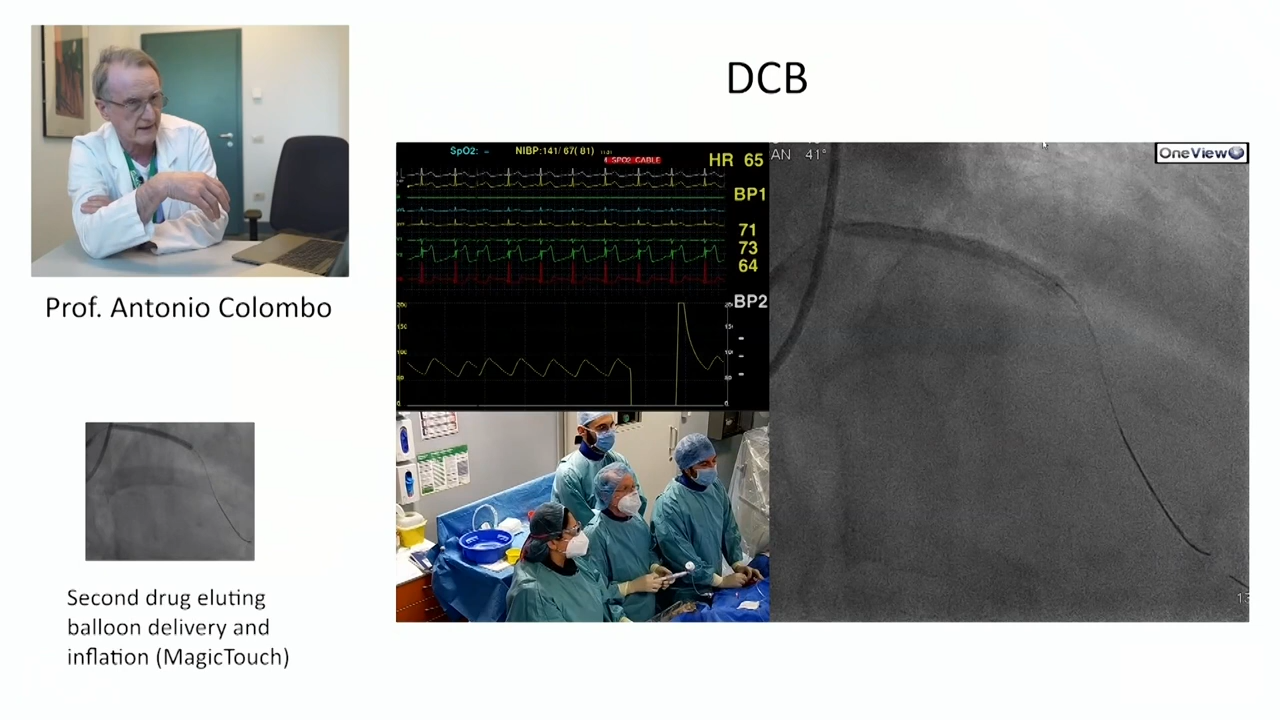 DCB
Prof. Antonio Colombo
Second drug eluting
balloon delivery and
inflation (MagicTouch)
SpO2: -
NIBP:141/ 67( 81)
SPO2 CABLE
HR 65
BP1
71
73
64
BP2
AN 41°
OneView